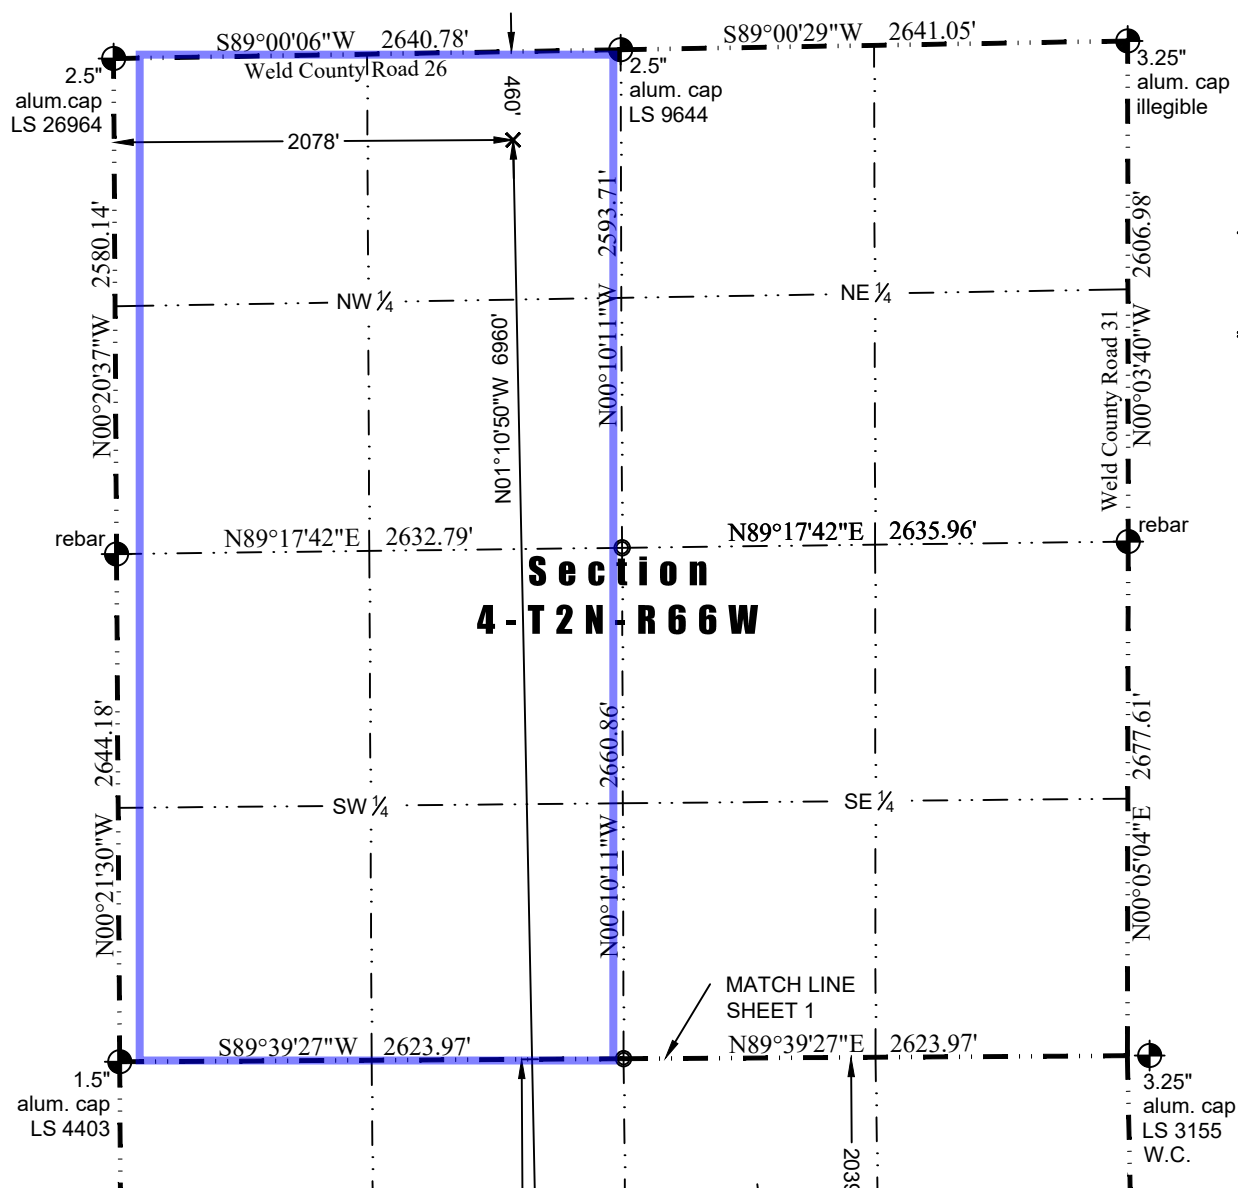 S89°00'06"W 2640.78'
S89°00'29"W 2641.05'
Weld County Road 26
2.5"
alum.cap
LS 26964
2.5"
alum. cap
LS 9644
3.25"
alum. cap
illegible
460'
2078'
N00°20'37"W 2580.14'
N00°10'11"W 2593.71'
N00°03'40"W 2606.98'
Weld County Road 31
NW ¼
NE ¼
N01°10'50"W 6960'
rebar
N89°17'42"E 2632.79'
N89°17'42"E 2635.96'
rebar
Section
4-T2N-R66W
N00°21'30"W 2644.18'
N00°10'11"W 2660.86'
N00°05'04"E 2677.61'
SW ¼
SE ¼
MATCH LINE
SHEET 1
S89°39'27"W 2623.97'
N89°39'27"E 2623.97'
1.5"
alum. cap
LS 4403
3.25"
alum. cap
LS 3155
W.C.